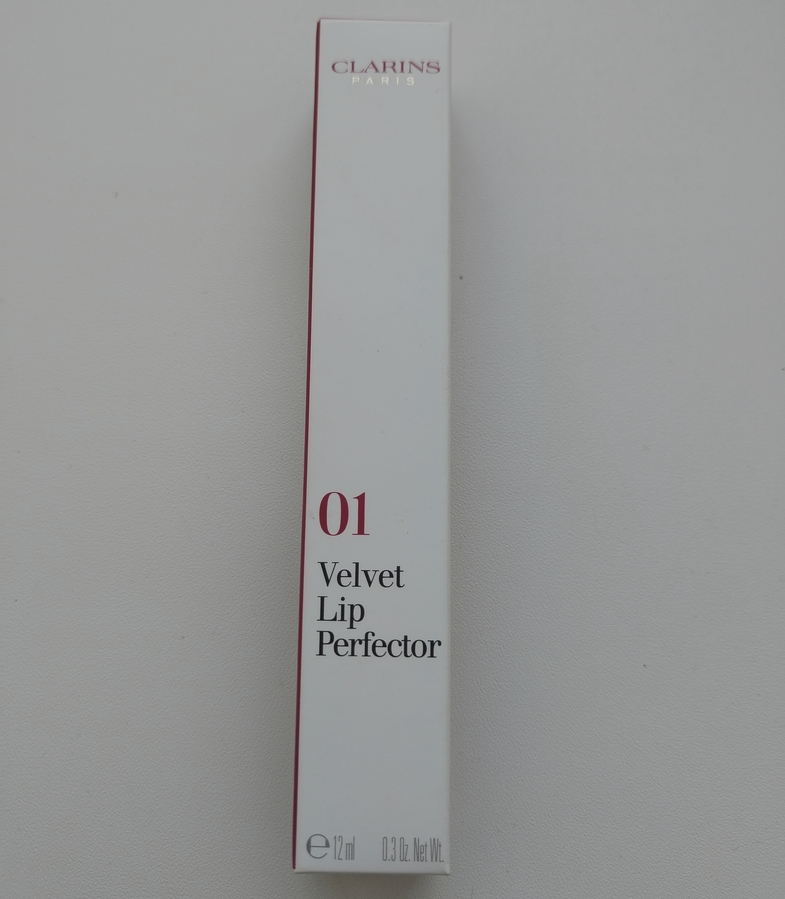 CLARINS
PARIS
01
Velvet
Lip
Perfector
℮ 12 ml 0.3 Oz. Net Wt.